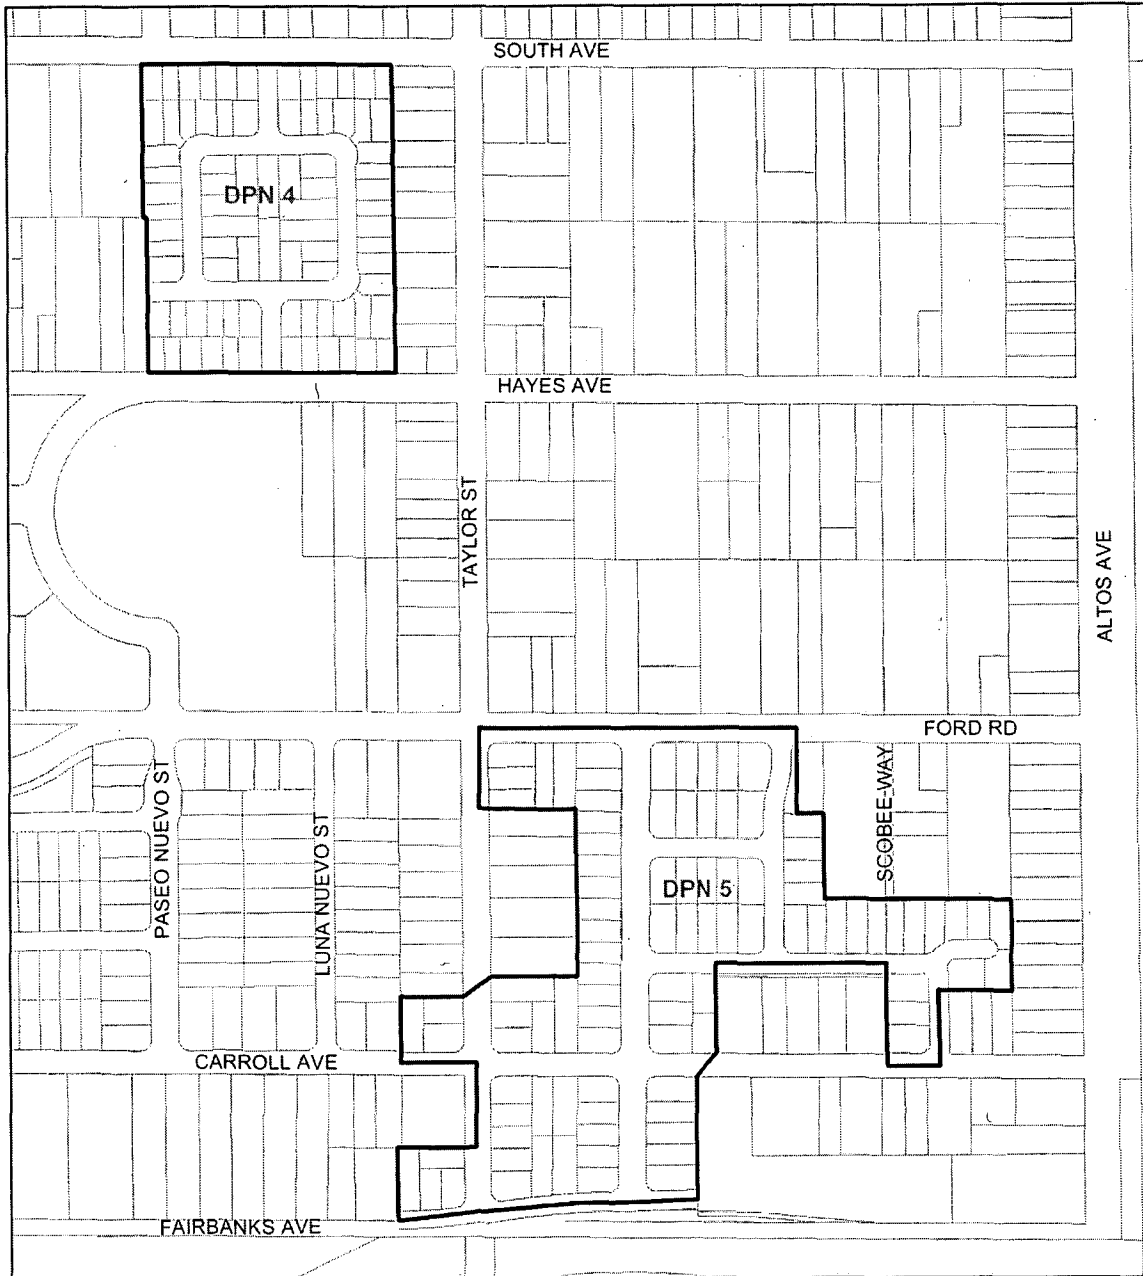 SOUTH AVE
DPN 4
HAYES AVE
TAYLOR ST
ALTOS AVE
FORD RD
PASEO NUEVO ST
LUNA NUEVO ST
SCOBEE WAY
DPN 5
CARROLL AVE
FAIRBANKS AVE